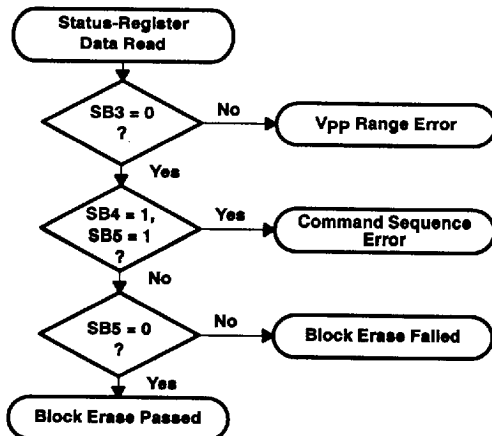 Status-Register
Data Read
SB3 = 0
?
No
VPP Range Error
Yes
SB4 = 1,
SB5 = 1
?
Yes
Command Sequence
Error
No
SB5 = 0
?
No
Block Erase Failed
Yes
Block Erase Passed